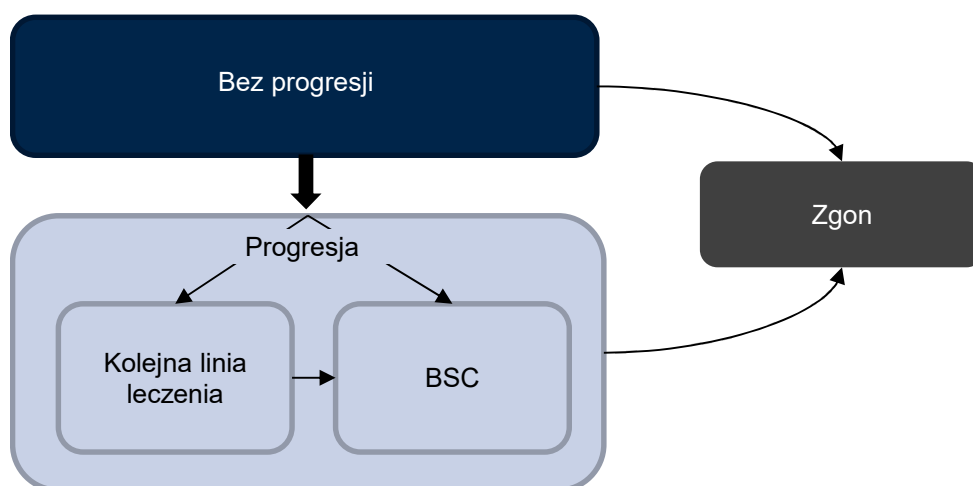 Bez progresji
Zgon
Progresja
Kolejna linia
leczenia
BSC